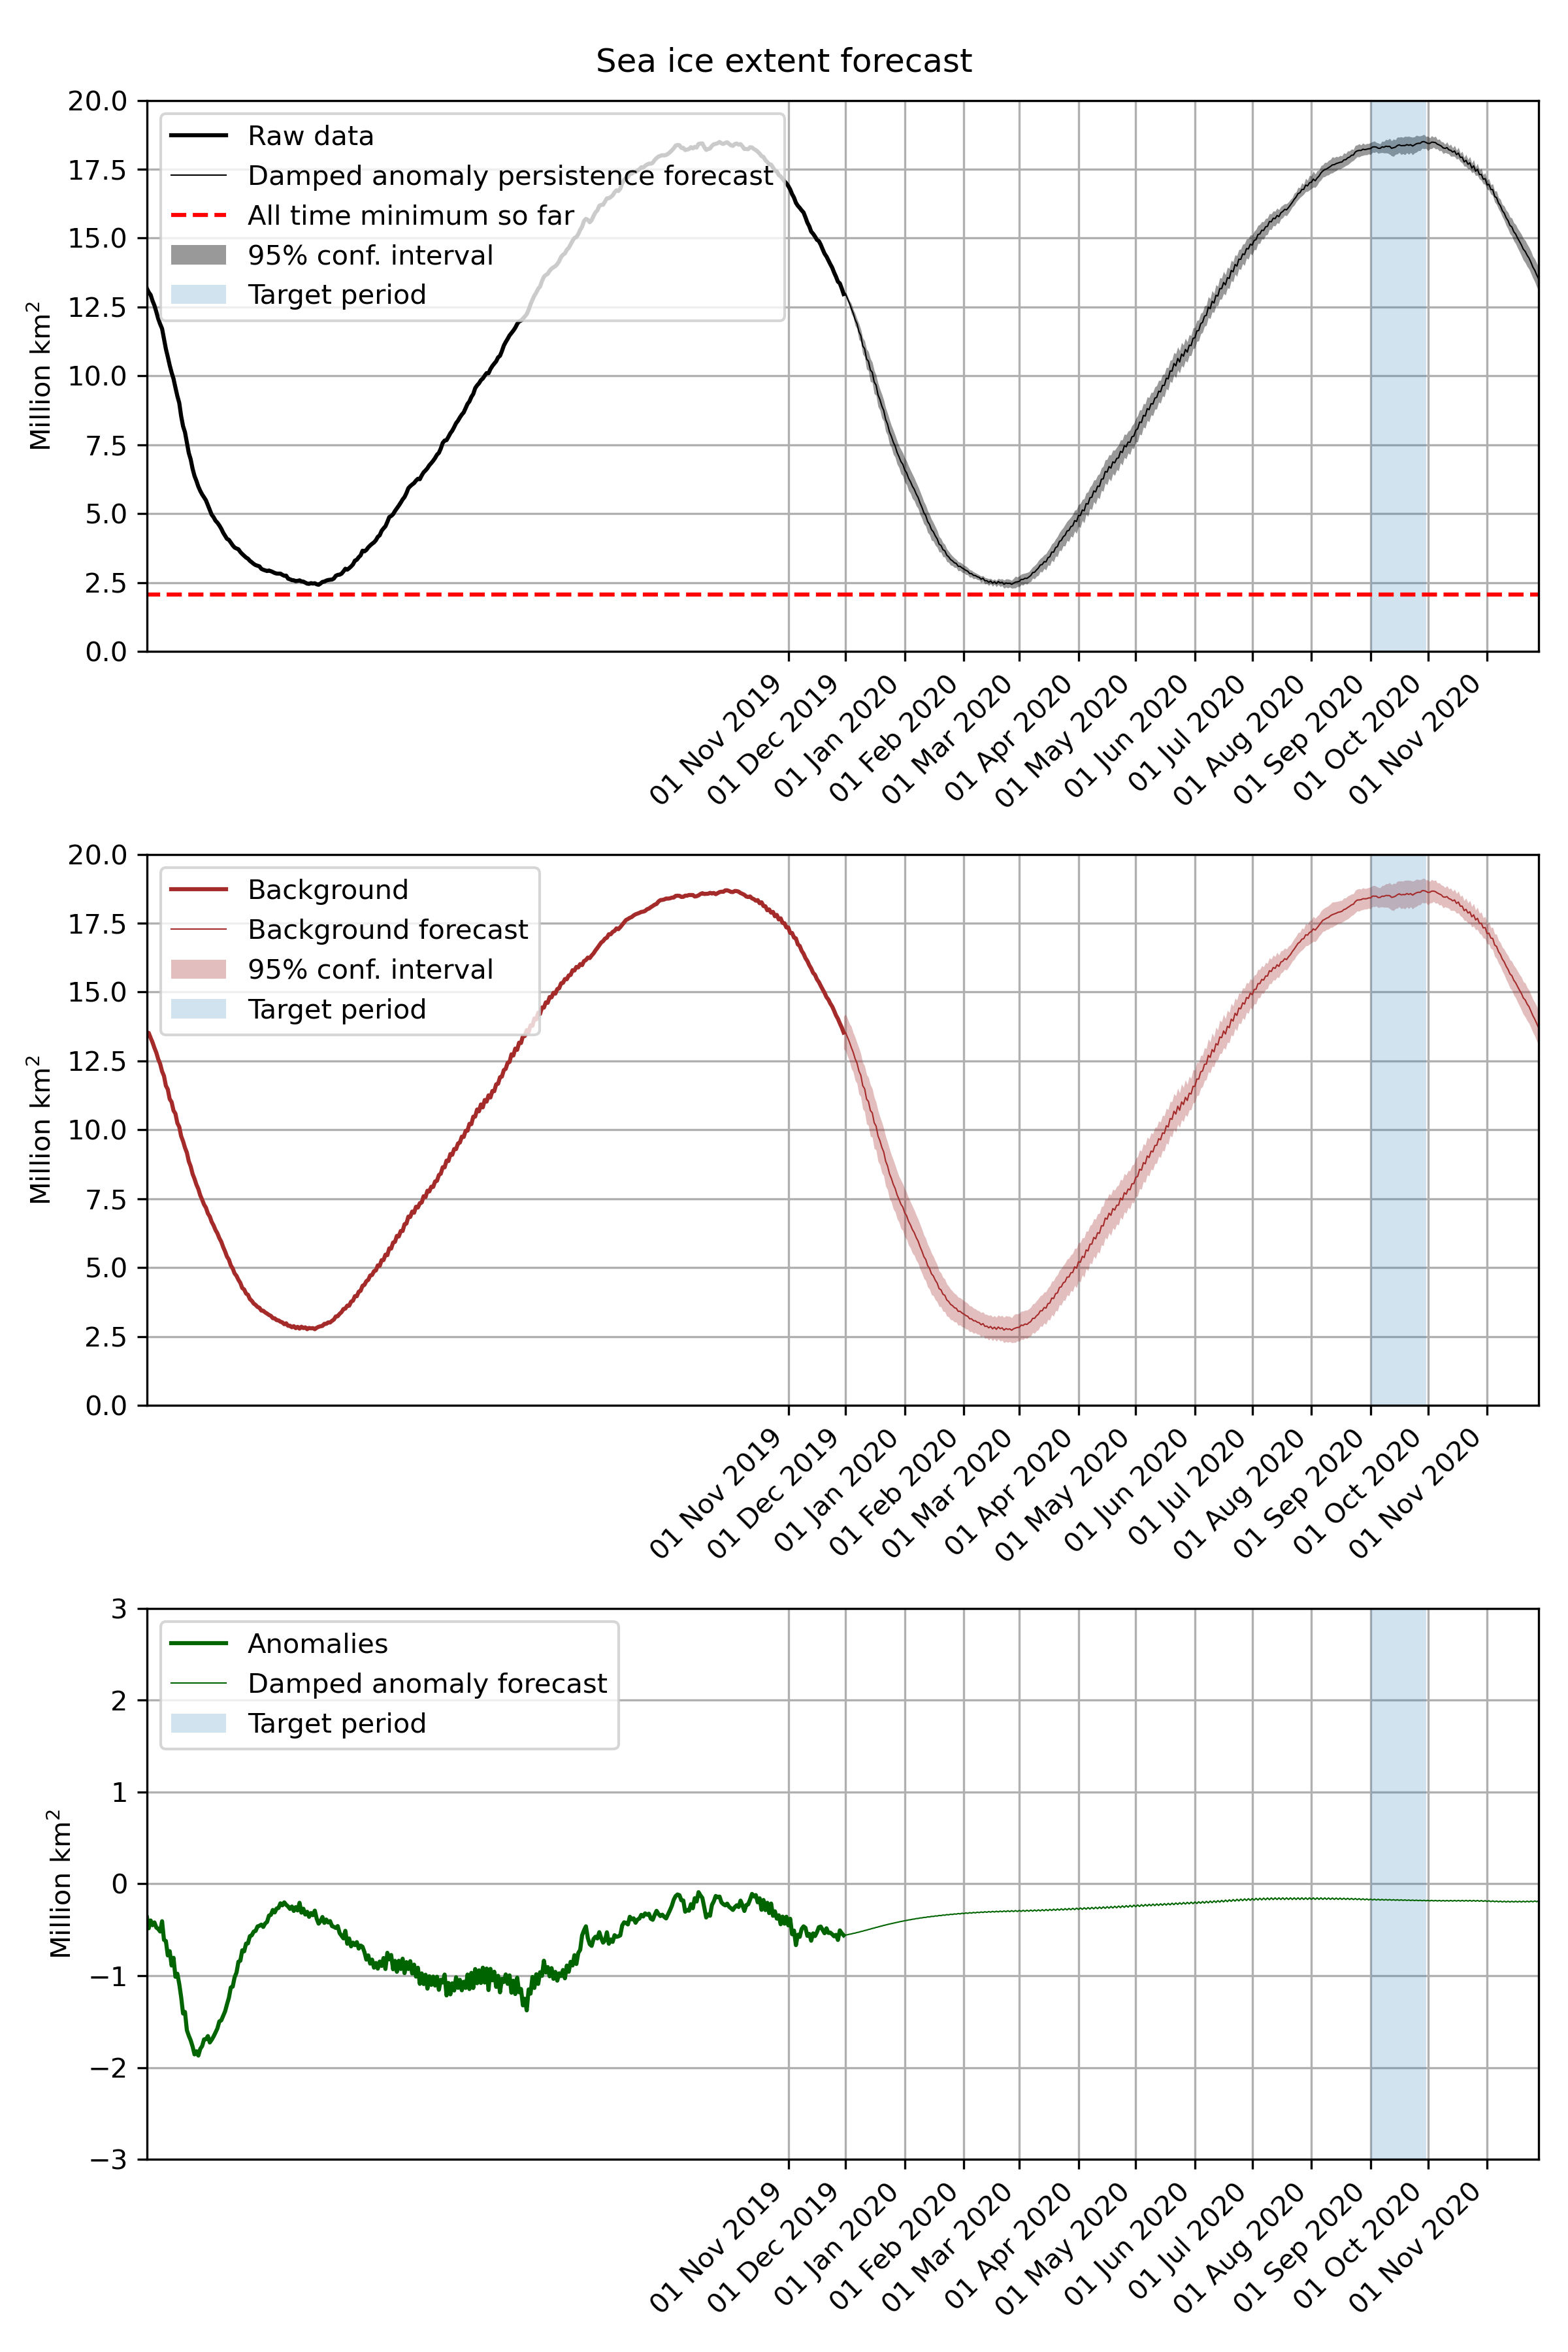 Sea ice extent forecast
20.0
17.5
15.0
12.5
10.0
7.5
5.0
2.5
0.0
Million km²
Raw data
Damped anomaly persistence forecast
All time minimum so far
95% conf. interval
Target period
01 Nov 2019
01 Dec 2019
01 Jan 2020
01 Feb 2020
01 Mar 2020
01 Apr 2020
01 May 2020
01 Jun 2020
01 Jul 2020
01 Aug 2020
01 Sep 2020
01 Oct 2020
01 Nov 2020
20.0
17.5
15.0
12.5
10.0
7.5
5.0
2.5
0.0
Million km²
Background
Background forecast
95% conf. interval
Target period
01 Nov 2019
01 Dec 2019
01 Jan 2020
01 Feb 2020
01 Mar 2020
01 Apr 2020
01 May 2020
01 Jun 2020
01 Jul 2020
01 Aug 2020
01 Sep 2020
01 Oct 2020
01 Nov 2020
3
2
1
0
−1
−2
−3
Million km²
Anomalies
Damped anomaly forecast
Target period
01 Nov 2019
01 Dec 2019
01 Jan 2020
01 Feb 2020
01 Mar 2020
01 Apr 2020
01 May 2020
01 Jun 2020
01 Jul 2020
01 Aug 2020
01 Sep 2020
01 Oct 2020
01 Nov 2020